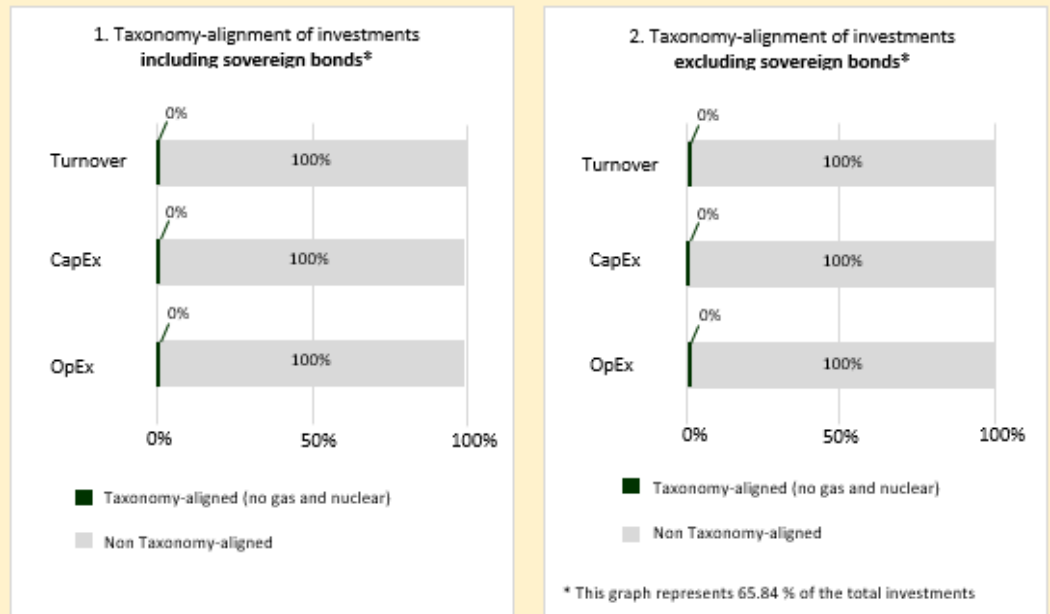 1. Taxonomy-alignment of investments
including sovereign bonds*
0%
Turnover
100%
0%
CapEx
100%
0%
OpEx
100%
0%
50%
100%
Taxonomy-aligned (no gas and nuclear)
Non Taxonomy-aligned
2. Taxonomy-alignment of investments
excluding sovereign bonds*
0%
Turnover
100%
0%
CapEx
100%
0%
OpEx
100%
0%
50%
100%
Taxonomy-aligned (no gas and nuclear)
Non Taxonomy-aligned
* This graph represents 65.84 % of the total investments